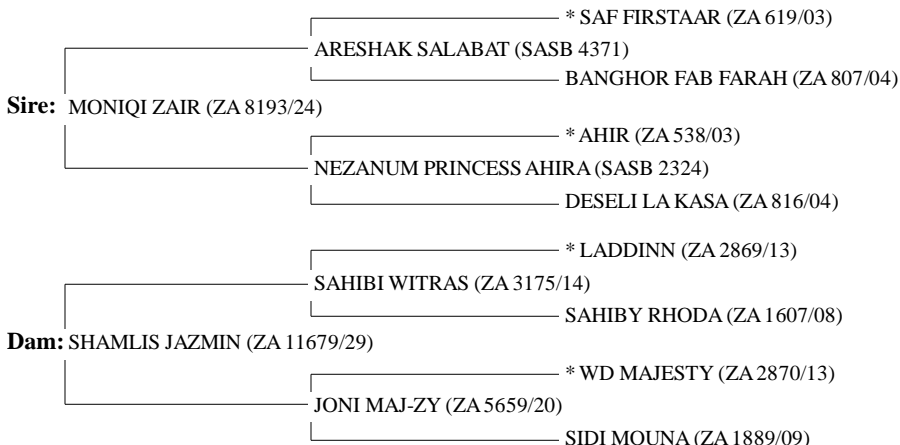 * SAF FIRSTAAR (ZA 619/03)
ARESHAK SALABAT (SASB 4371)
BANGHOR FAB FARAH (ZA 807/04)
Sire: MONIQI ZAIR (ZA 8193/24)
* AHIR (ZA 538/03)
NEZANUM PRINCESS AHIRA (SASB 2324)
DESELI LA KASA (ZA 816/04)
* LADDINN (ZA 2869/13)
SAHIBI WITRAS (ZA 3175/14)
SAHIBY RHODA (ZA 1607/08)
Dam: SHAMLIS JAZMIN (ZA 11679/29)
* WD MAJESTY (ZA 2870/13)
JONI MAJ-ZY (ZA 5659/20)
SIDI MOUNA (ZA 1889/09)